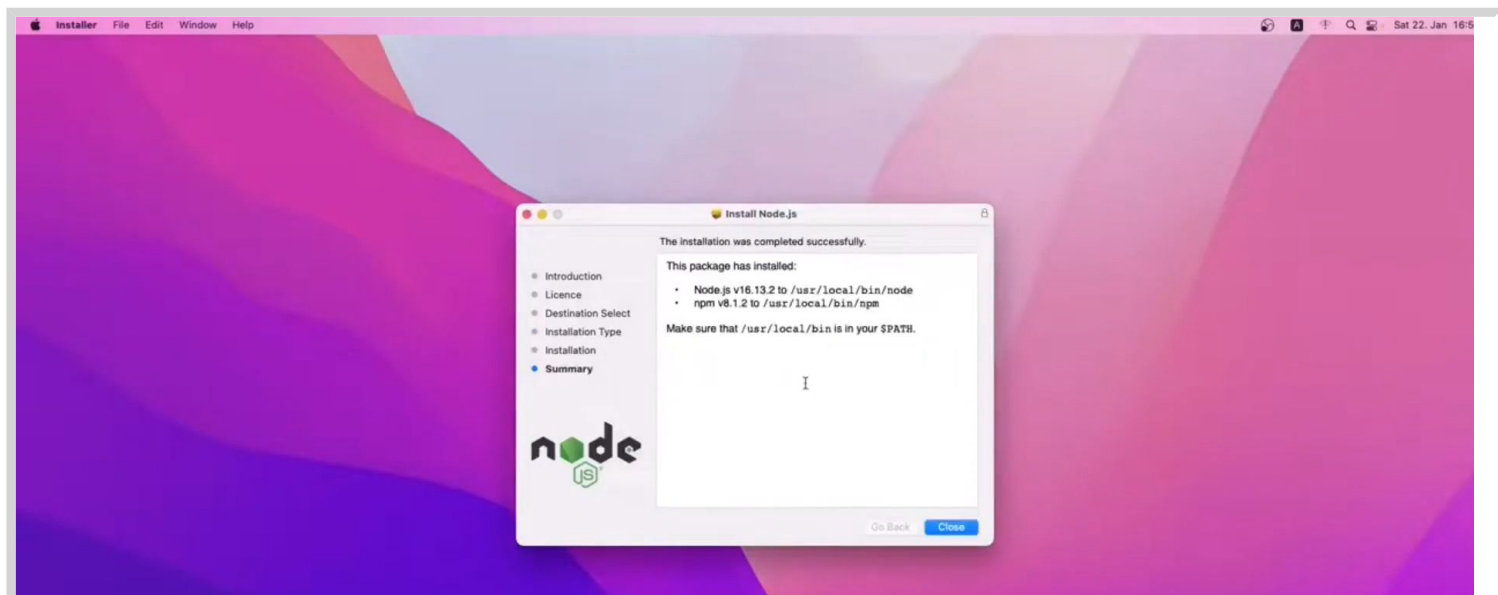 Installer File Edit Window Help
A Sat 22. Jan 16:5
Install Node.js
The installation was completed successfully.
Introduction
Licence
Destination Select
Installation Type
Installation
Summary
This package has installed:
• Node.js v16.13.2 to /usr/local/bin/node
• npm v8.1.2 to /usr/local/bin/npm
Make sure that /usr/local/bin is in your $PATH.
node
JS
Go Back Close